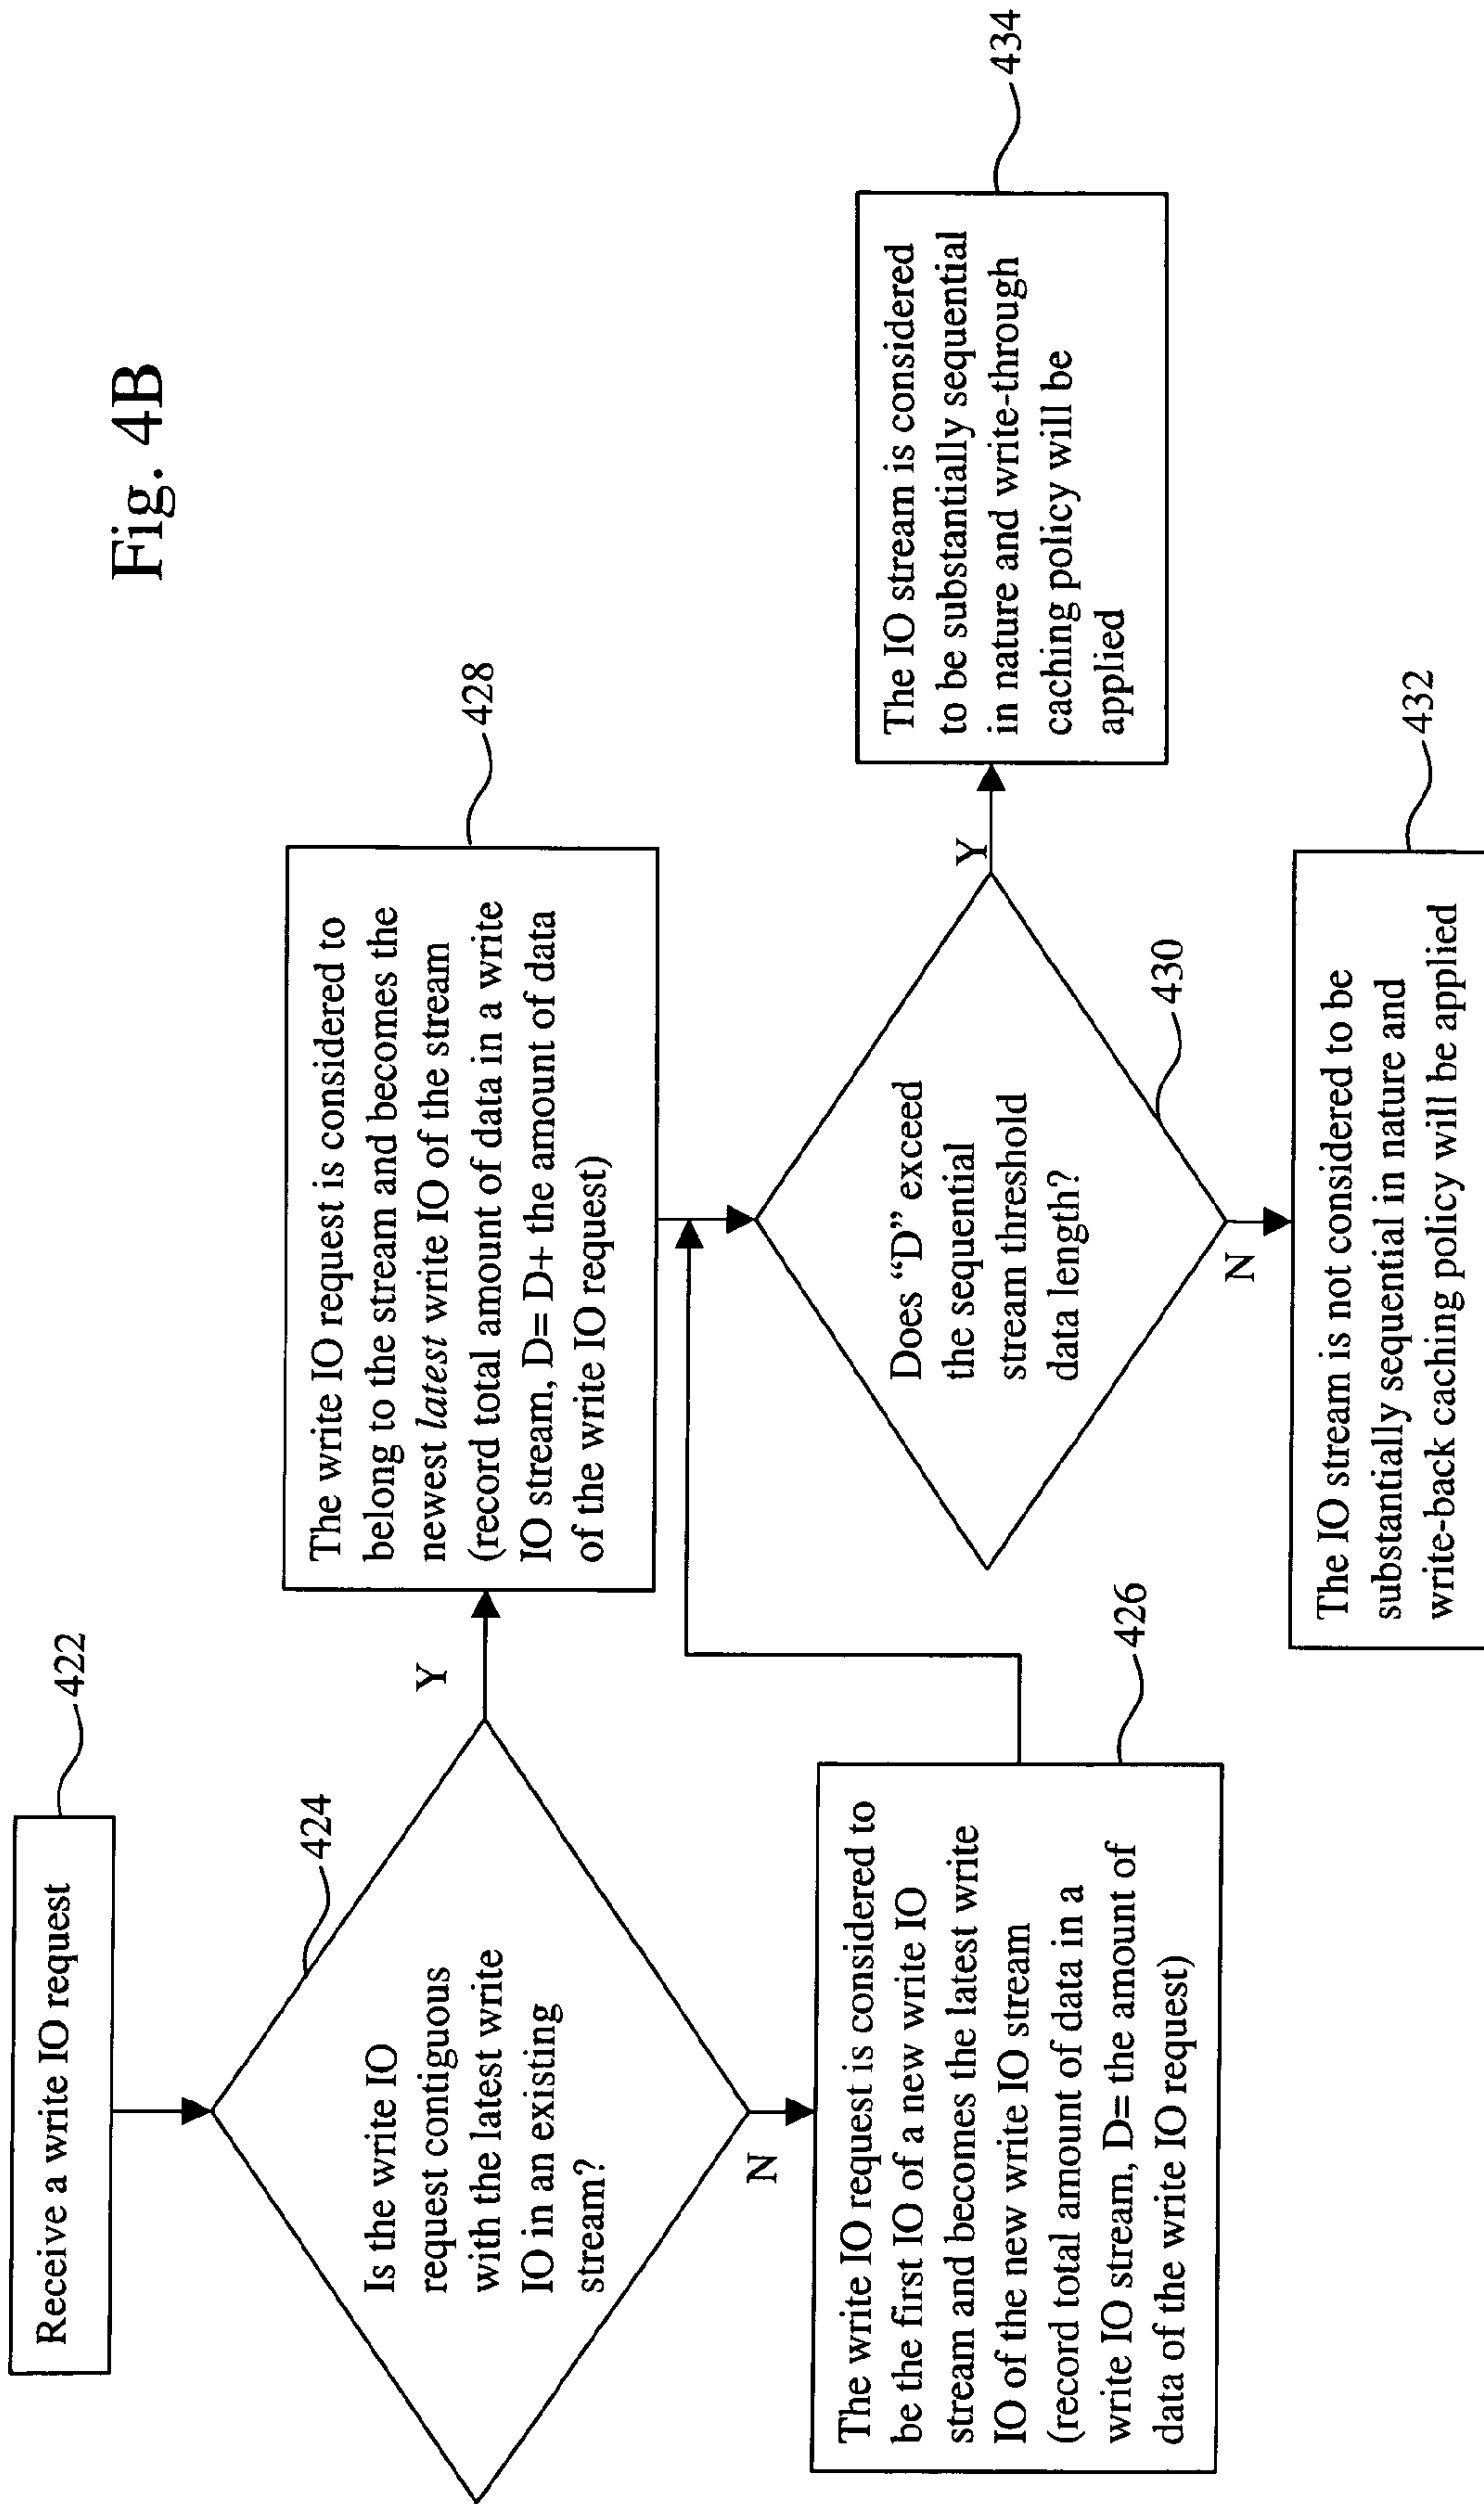 Fig. 4B
Receive a write IO request
422
Is the write IO
request contiguous
with the latest write
IO in an existing
stream?
424
Y
N
The write IO request is considered to
belong to the stream and becomes the
newest latest write IO of the stream
(record total amount of data in a write
IO stream, D= D+ the amount of data
of the write IO request)
428
The write IO request is considered to
be the first IO of a new write IO
stream and becomes the latest write
IO of the new write IO stream
(record total amount of data in a
write IO stream, D= the amount of
data of the write IO request)
426
Does “D” exceed
the sequential
stream threshold
data length?
430
Y
N
The IO stream is considered
to be substantially sequential
in nature and write-through
caching policy will be
applied
434
The IO stream is not considered to be
substantially sequential in nature and
write-back caching policy will be applied
432